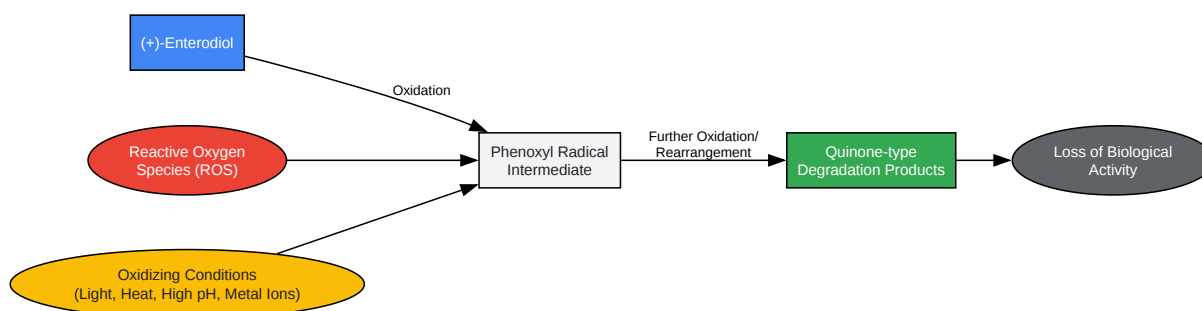 (+)-Enterodiol
Oxidation
Reactive Oxygen
Species (ROS)
Oxidizing Conditions
(Light, Heat, High pH, Metal Ions)
Phenoxyl Radical
Intermediate
Further Oxidation/
Rearrangement
Quinone-type
Degradation Products
Loss of Biological
Activity